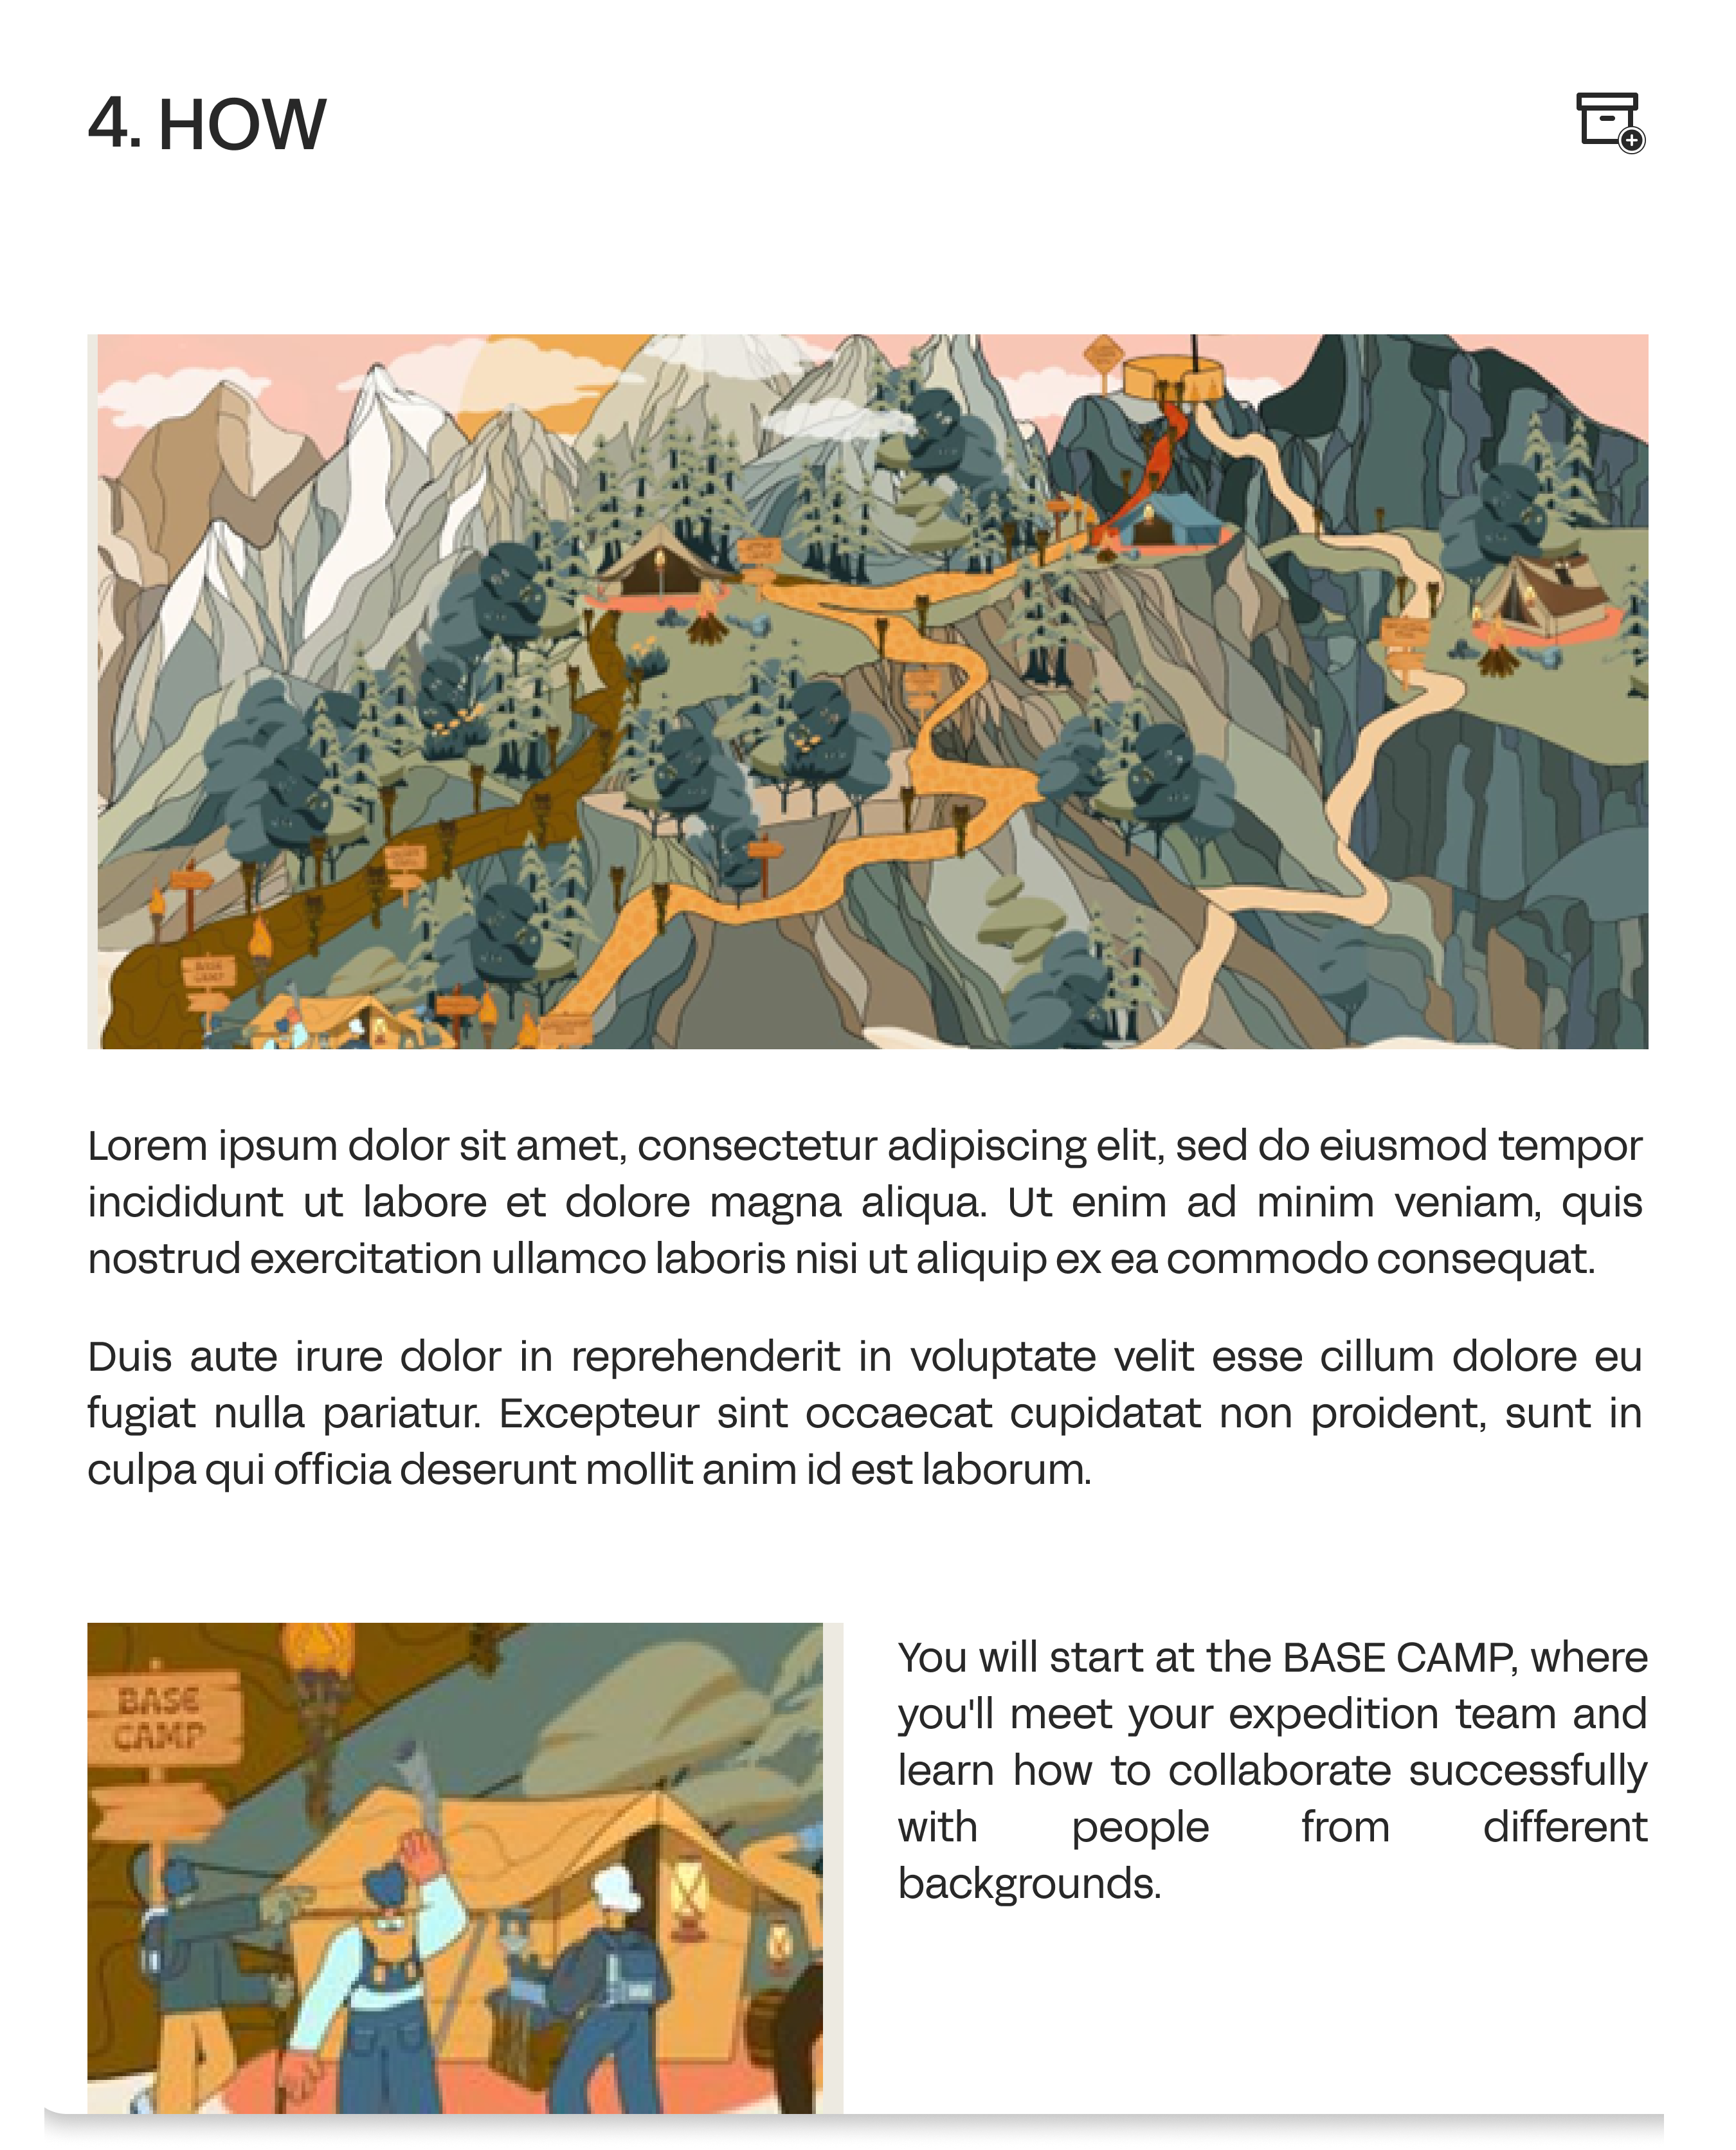 4. HOW
BASE
CAMP
Lorem ipsum dolor sit amet, consectetur adipiscing elit, sed do eiusmod tempor
incididunt ut labore et dolore magna aliqua. Ut enim ad minim veniam, quis
nostrud exercitation ullamco laboris nisi ut aliquip ex ea commodo consequat.
Duis aute irure dolor in reprehenderit in voluptate velit esse cillum dolore eu
fugiat nulla pariatur. Excepteur sint occaecat cupidatat non proident, sunt in
culpa qui officia deserunt mollit anim id est laborum.
BASE
CAMP
You will start at the BASE CAMP, where
you'll meet your expedition team and
learn how to collaborate successfully
with people from different
backgrounds.